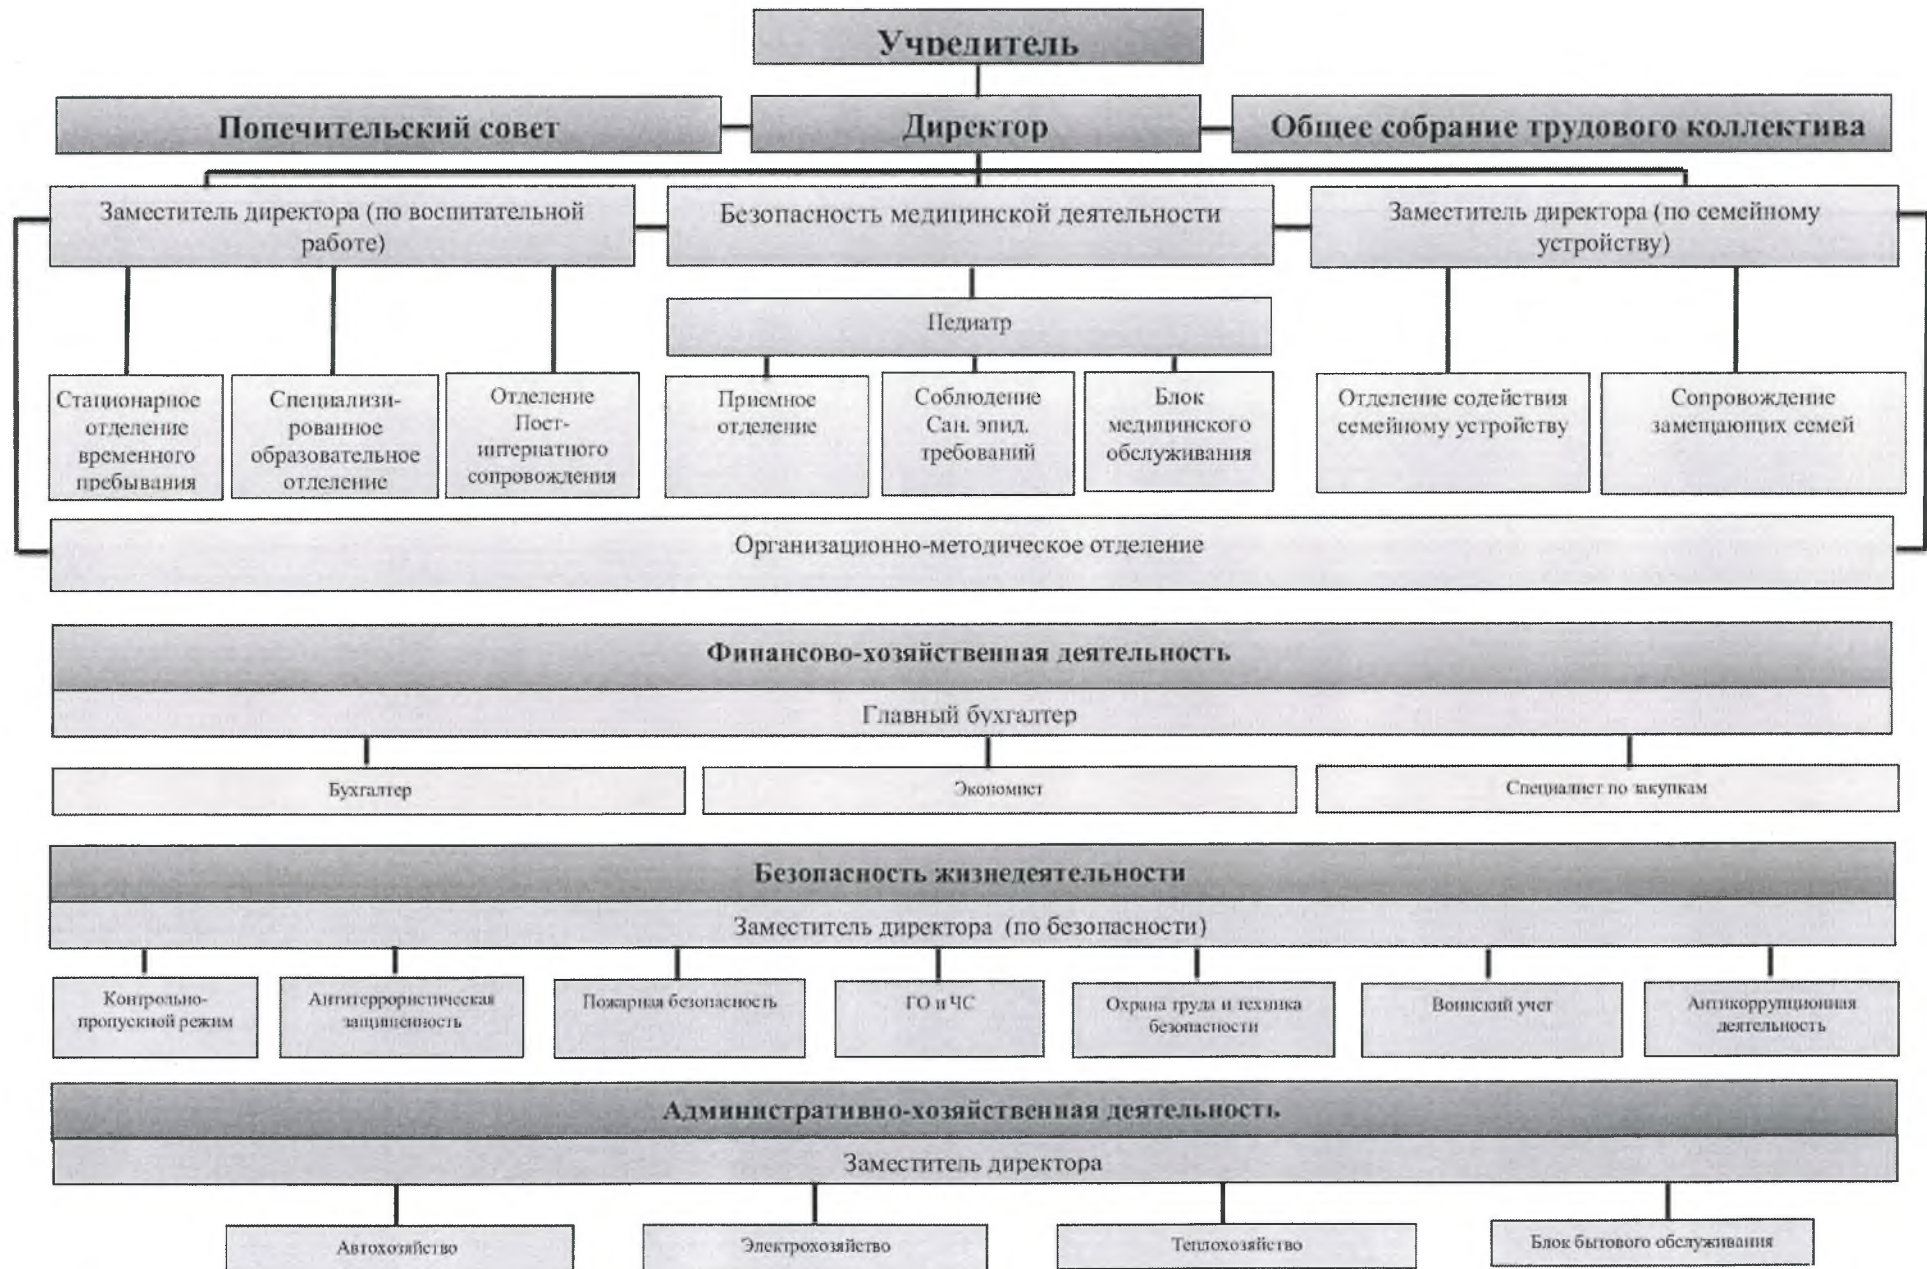 Учредитель
Попечительский совет
Директор
Общее собрание трудового коллектива
Заместитель директора (по воспитательной
работе)
Безопасность медицинской деятельности
Заместитель директора (по семейному
устройству)
Педиатр
Стационарное
отделение
временного
пребывания
Специализи-
рованное
образовательное
отделение
Отделение
Пост-
интернатного
сопровождения
Приемное
отделение
Соблюдение
Сан. эпид.
требований
Блок
медицинского
обслуживания
Отделение содействия
семейному устройству
Сопровождение
замещающих семей
Организационно-методическое отделение
Финансово-хозяйственная деятельность
Главный бухгалтер
Бухгалтер
Экономист
Специалист по закупкам
Безопасность жизнедеятельности
Заместитель директора (по безопасности)
Контрольно-
пропускной режим
Антитеррористическая
защищенность
Пожарная безопасность
ГО и ЧС
Охрана труда и техника
безопасности
Воинский учет
Антикоррупционная
деятельность
Административно-хозяйственная деятельность
Заместитель директора
Автохозяйство
Электрохозяйство
Теплохозяйство
Блок бытового обслуживания